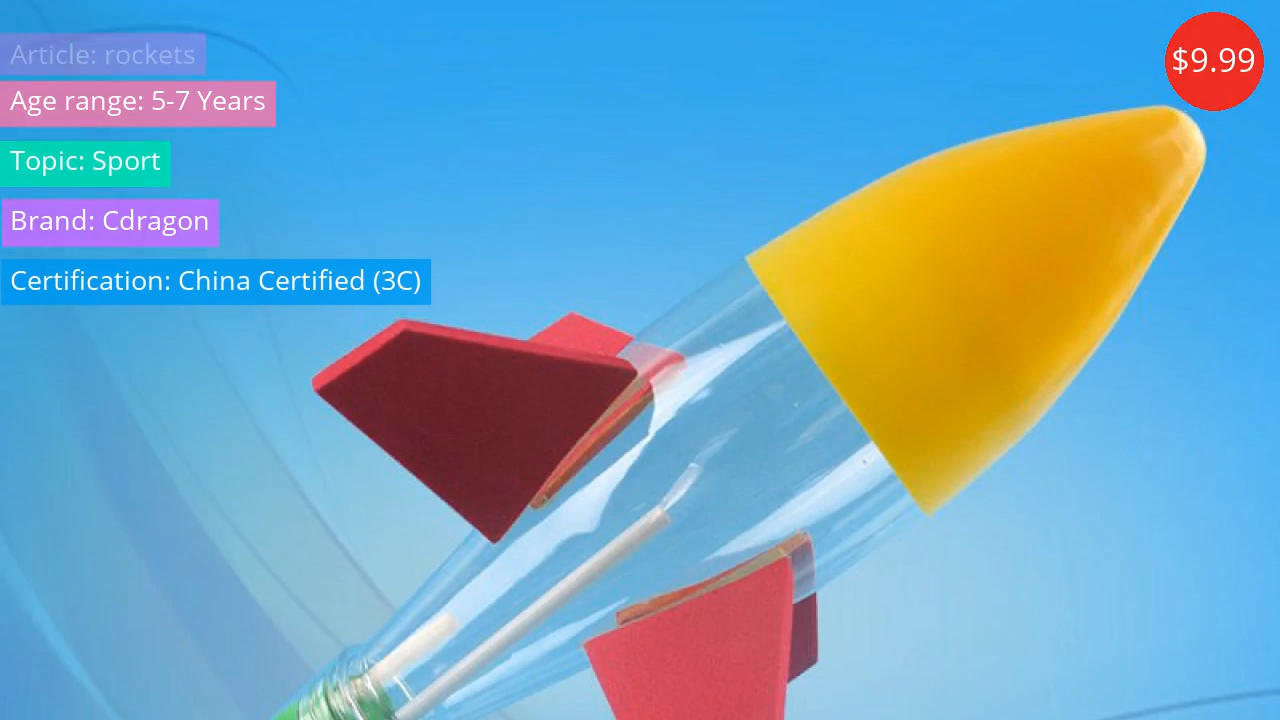 Article: rockets
Age range: 5-7 Years
Topic: Sport
Brand: Cdragon
Certification: China Certified (3C)
$9.99